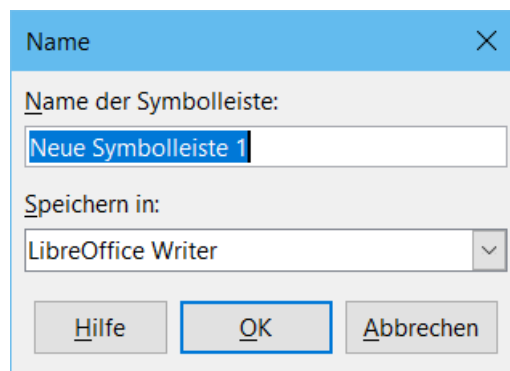 Name
Name der Symbolleiste:
Neue Symbolleiste 1
Speichern in:
LibreOffice Writer
Hilfe OK Abbrechen